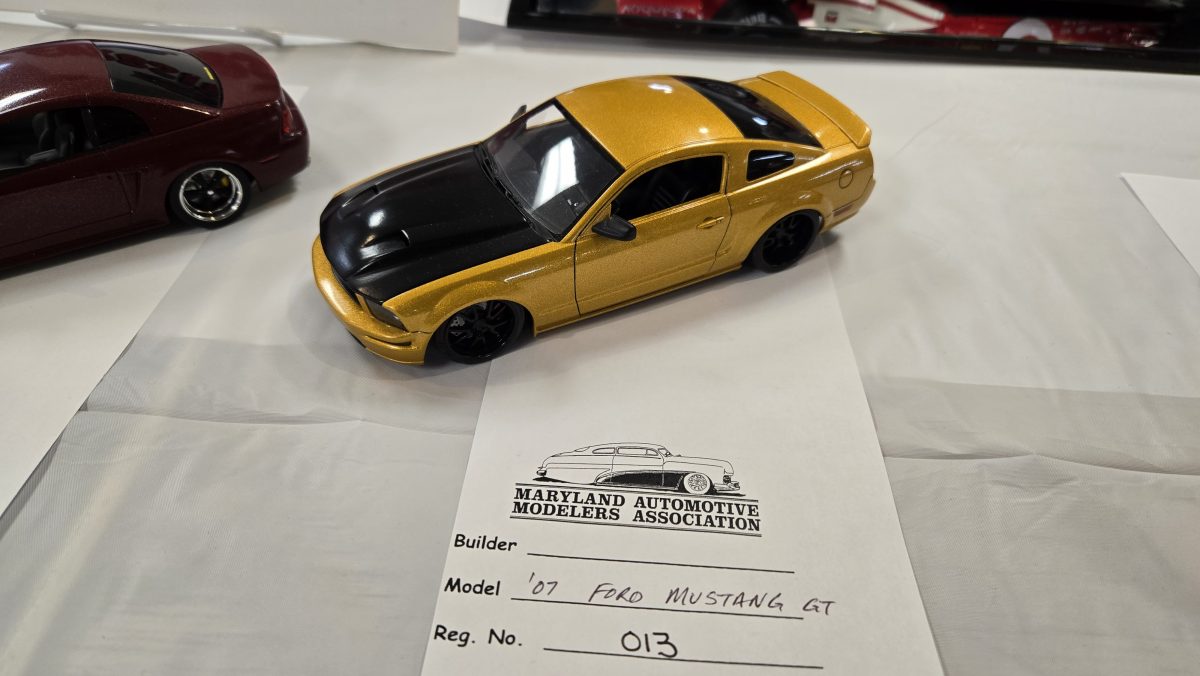 MARYLAND AUTOMOTIVE
MODELERS ASSOCIATION
Builder
Model '07 FORD MUSTANG GT
Reg. No. 013